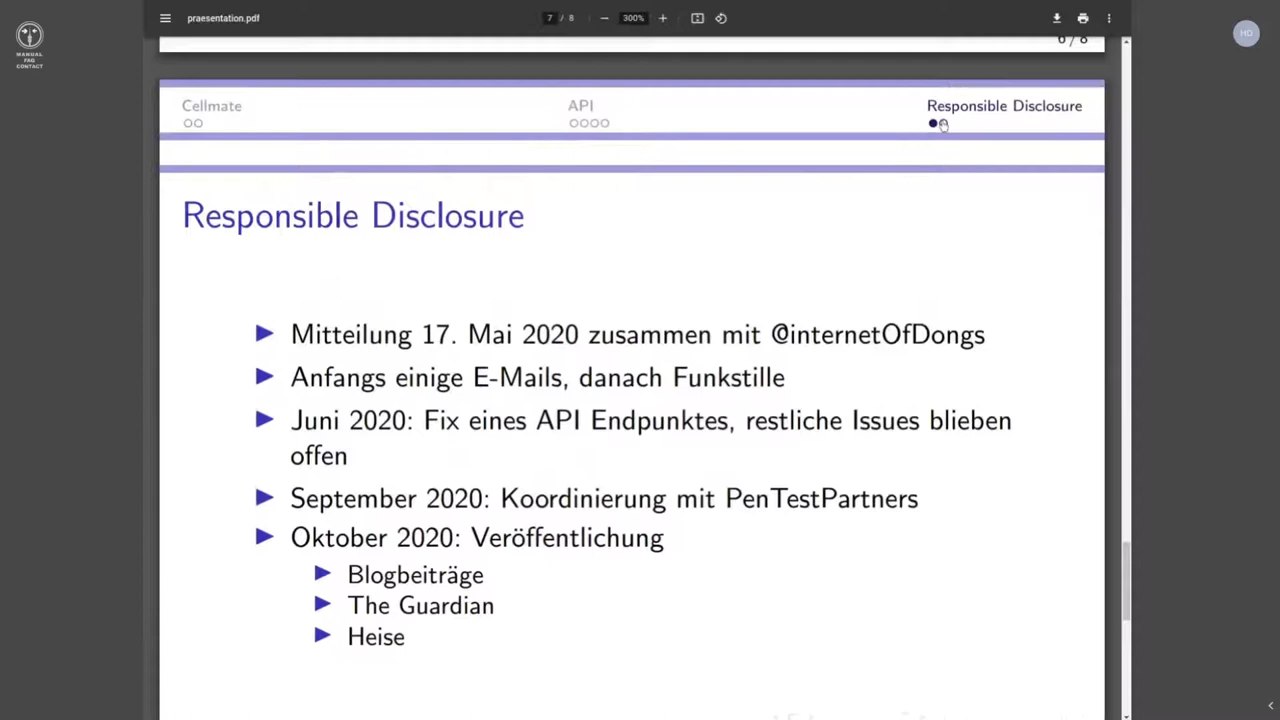 praesentation.pdf
7 / 8
300%
MANUAL
FAQ
CONTACT
HO
6 / 8
Cellmate
API
Responsible Disclosure
Responsible Disclosure
Mitteilung 17. Mai 2020 zusammen mit @internetOfDongs
Anfangs einige E-Mails, danach Funkstille
Juni 2020: Fix eines API Endpunktes, restliche Issues blieben
offen
September 2020: Koordinierung mit PenTestPartners
Oktober 2020: Veröffentlichung
Blogbeiträge
The Guardian
Heise